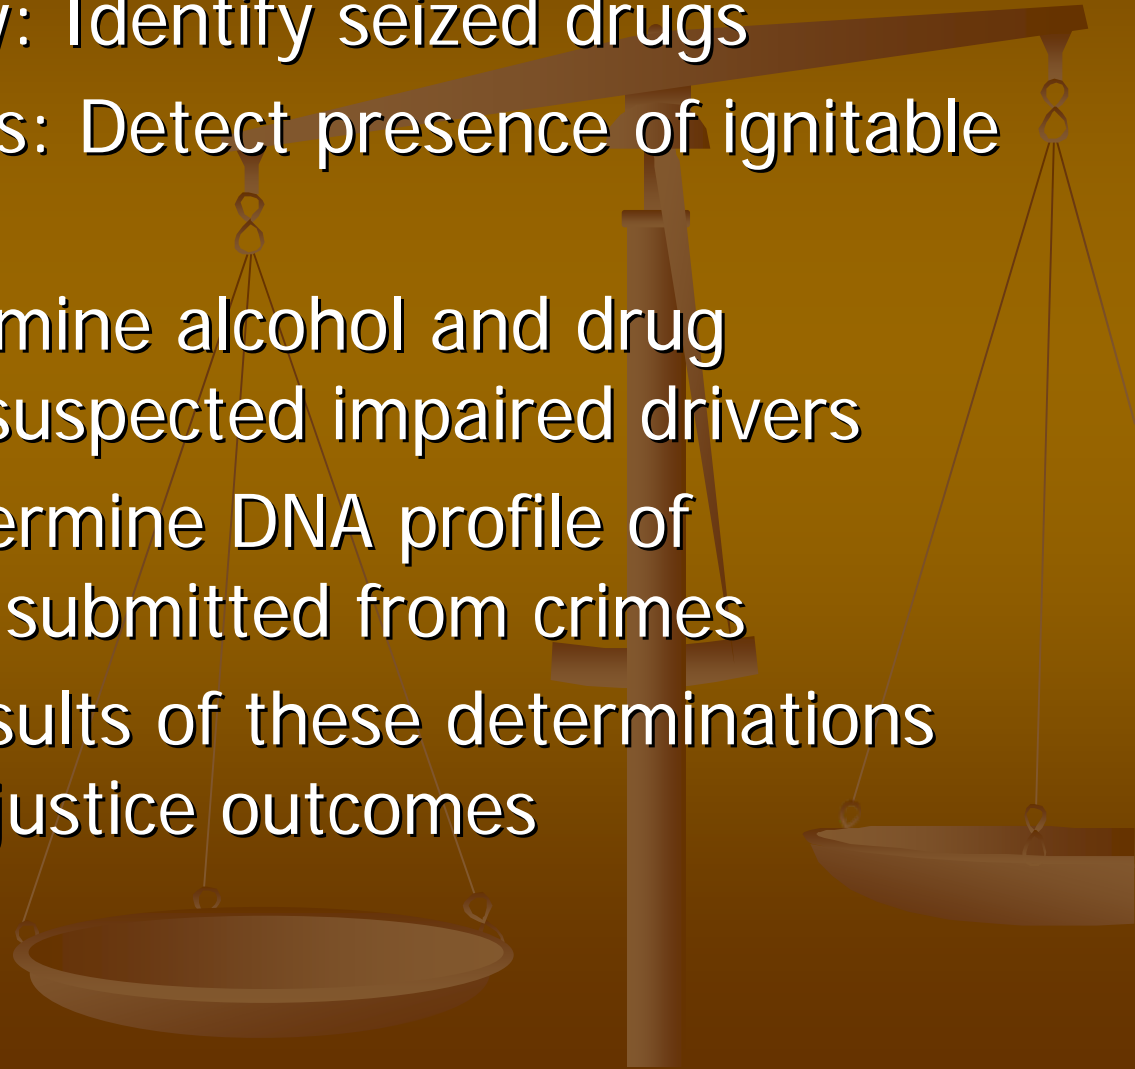 y: Identify seized drugs
s: Detect presence of ignitable
mine alcohol and drug
suspected impaired drivers
ermine DNA profile of
submitted from crimes
sults of these determinations
justice outcomes